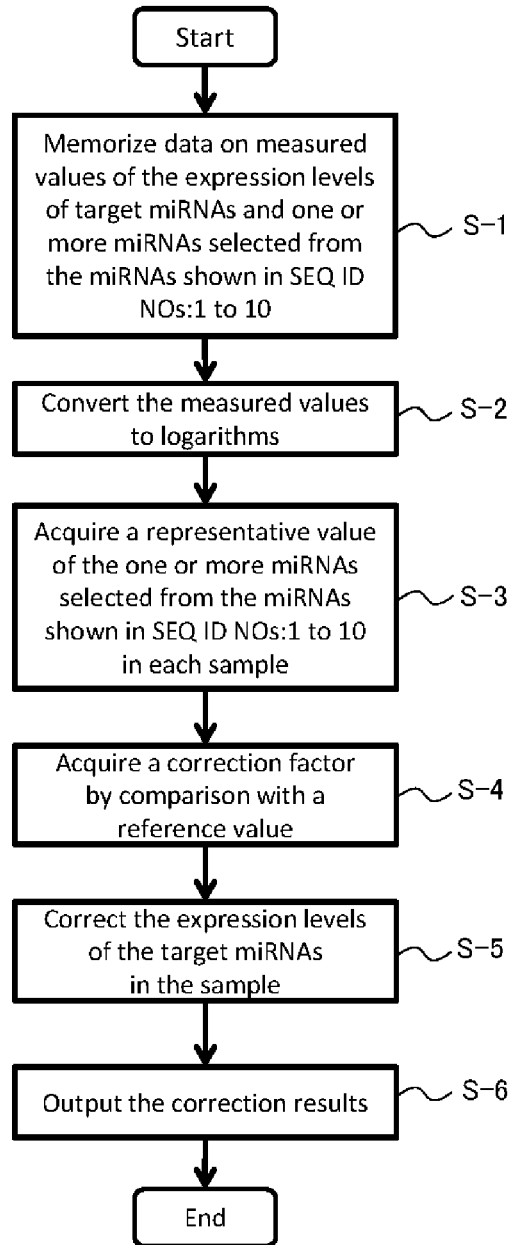 Start
Memorize data on measured
values of the expression levels
of target miRNAs and one or
more miRNAs selected from
the miRNAs shown in SEQ ID
NOs:1 to 10
S-1
Convert the measured values
to logarithms
S-2
Acquire a representative value
of the one or more miRNAs
selected from the miRNAs
shown in SEQ ID NOs:1 to 10
in each sample
S-3
Acquire a correction factor
by comparison with a
reference value
S-4
Correct the expression levels
of the target miRNAs
in the sample
S-5
Output the correction results
S-6
End